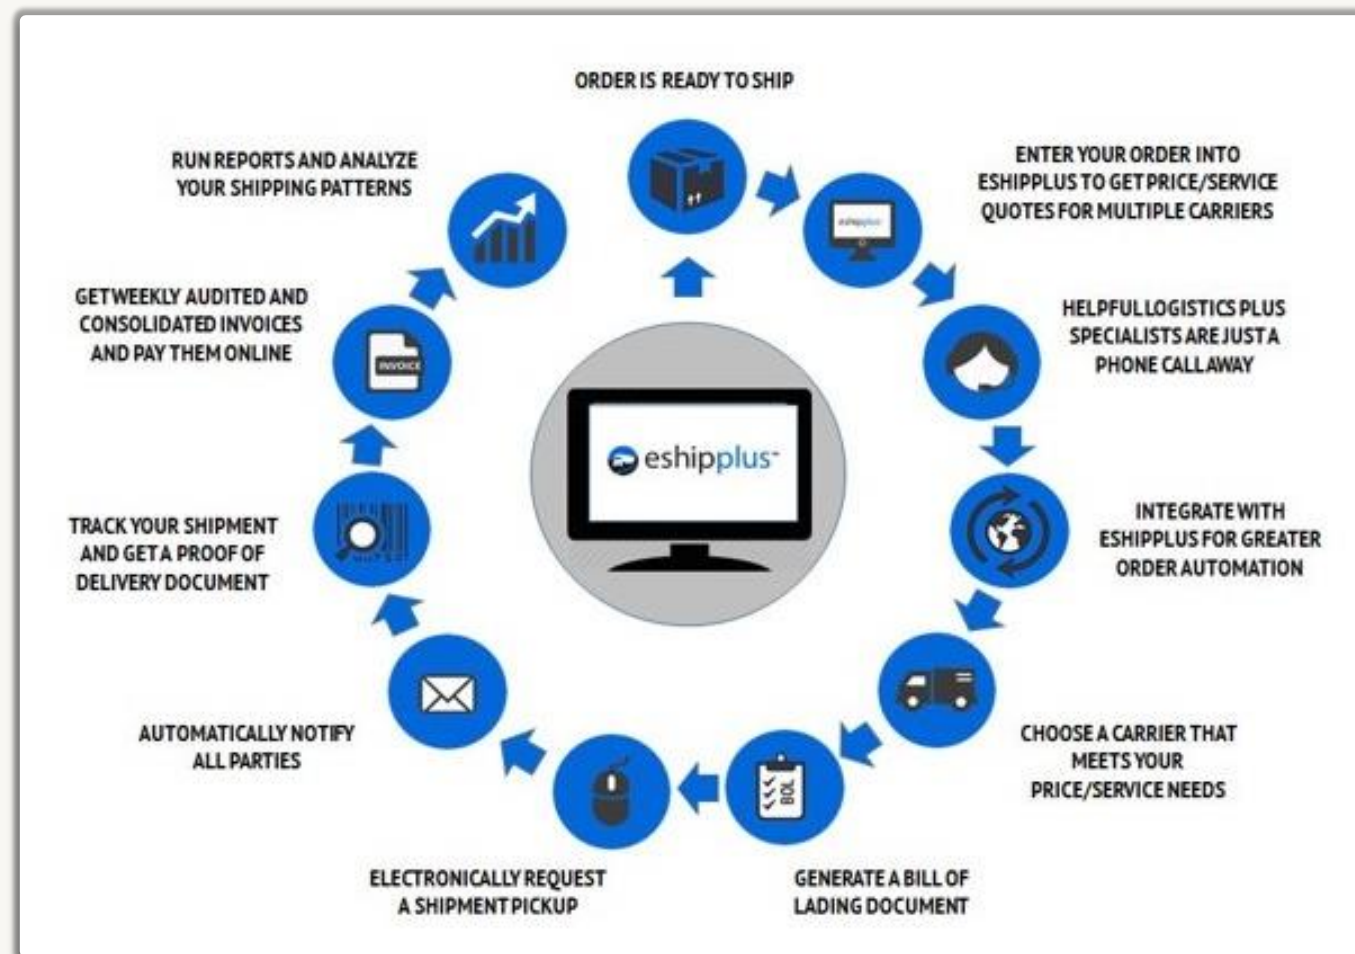 ORDER IS READY TO SHIP
ENTER YOUR ORDER INTO
ESHIPPLUS TO GET PRICE/SERVICE
QUOTES FOR MULTIPLE CARRIERS
eshipplus
HELPFUL LOGISTICS PLUS
SPECIALISTS ARE JUST A
PHONE CALL AWAY
INTEGRATE WITH
ESHIPPLUS FOR GREATER
ORDER AUTOMATION
CHOOSE A CARRIER THAT
MEETS YOUR
PRICE/SERVICE NEEDS
BOL
GENERATE A BILL OF
LADING DOCUMENT
ELECTRONICALLY REQUEST
A SHIPMENT PICKUP
AUTOMATICALLY NOTIFY
ALL PARTIES
TRACK YOUR SHIPMENT
AND GET A PROOF OF
DELIVERY DOCUMENT
GET WEEKLY AUDITED AND
CONSOLIDATED INVOICES
AND PAY THEM ONLINE
INVOICE
RUN REPORTS AND ANALYZE
YOUR SHIPPING PATTERNS
eshipplus